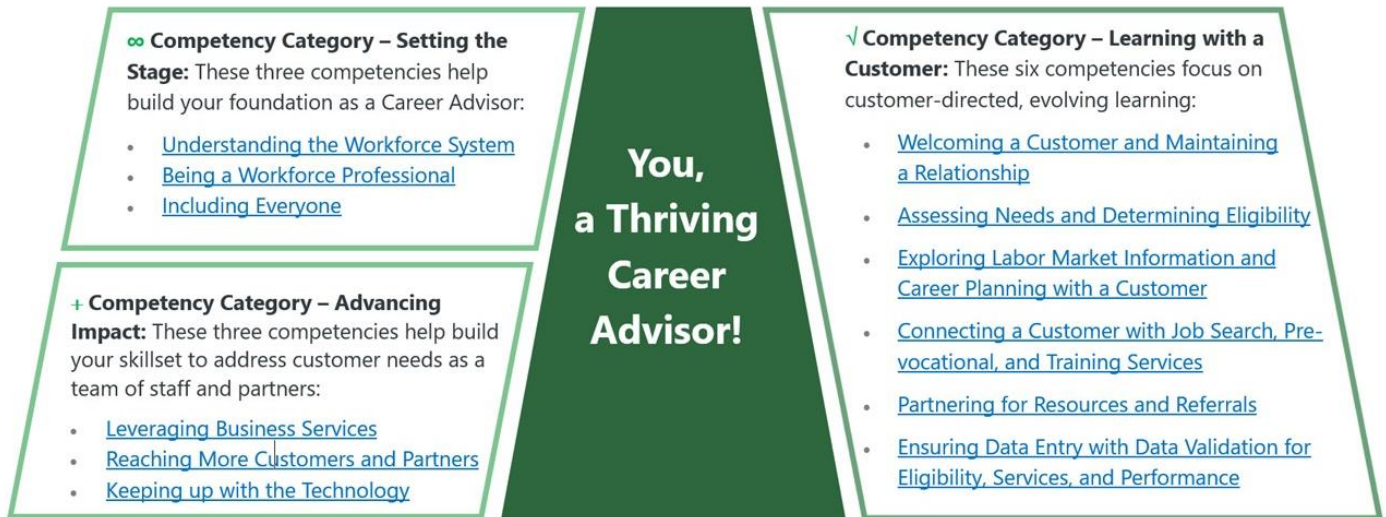 ∞ Competency Category – Setting the
Stage: These three competencies help
build your foundation as a Career Advisor:
• Understanding the Workforce System
• Being a Workforce Professional
• Including Everyone
+ Competency Category – Advancing
Impact: These three competencies help build
your skillset to address customer needs as a
team of staff and partners:
• Leveraging Business Services
• Reaching More Customers and Partners
• Keeping up with the Technology
You,
a Thriving
Career
Advisor!
√ Competency Category – Learning with a
Customer: These six competencies focus on
customer-directed, evolving learning:
• Welcoming a Customer and Maintaining
a Relationship
• Assessing Needs and Determining Eligibility
• Exploring Labor Market Information and
Career Planning with a Customer
• Connecting a Customer with Job Search, Pre-
vocational, and Training Services
• Partnering for Resources and Referrals
• Ensuring Data Entry with Data Validation for
Eligibility, Services, and Performance